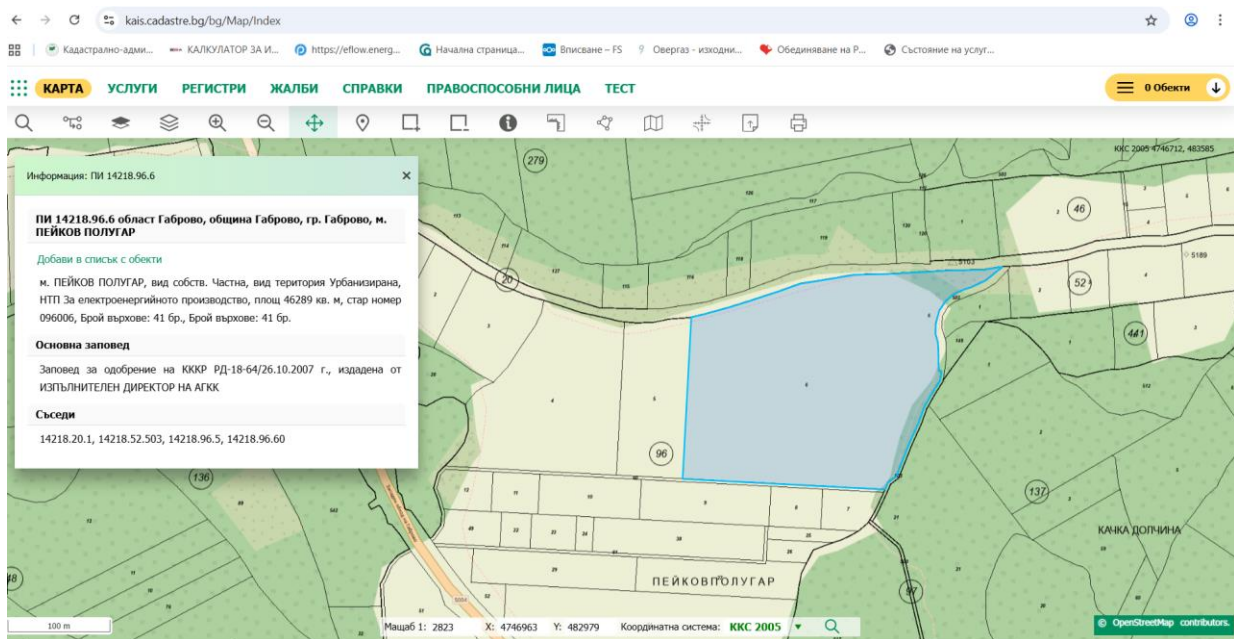 kais.cadastre.bg/bg/Map/Index
Кадастрално-адми... КАЛКУЛАТОР ЗА И... https://eflow.energ... Начална страница... Вписване – FS Овергаз - изходни... Обединяване на Р... Състояние на услуг...
КАРТА УСЛУГИ РЕГИСТРИ ЖАЛБИ СПРАВКИ ПРАВОСПОСОБНИ ЛИЦА ТЕСТ 0 Обекти
ККС 2005 4746712, 483585
Информация: ПИ 14218.96.6
ПИ 14218.96.6 област Габрово, община Габрово, гр. Габрово, м.
ПЕЙКОВ ПОЛУГАР
Добави в списък с обекти
м. ПЕЙКОВ ПОЛУГАР, вид собств. Частна, вид територия Урбанизирана,
НТП За електроенергийното производство, площ 46289 кв. м, стар номер
096006, Брой върхове: 41 бр., Брой върхове: 41 бр.
Основна заповед
Заповед за одобрение на КККР РД-18-64/26.10.2007 г., издадена от
ИЗПЪЛНИТЕЛЕН ДИРЕКТОР НА АГКК
Съседи
14218.20.1, 14218.52.503, 14218.96.5, 14218.96.60
279
46
5163
5189
20
52
441
96
136
137
КАЧКА ДОПЧИНА
48
ПЕЙКОВ ПОЛУГАР
97
100 m
Мащаб 1: 2823 X: 4746963 Y: 482979 Координатна система: ККС 2005
© OpenStreetMap contributors.